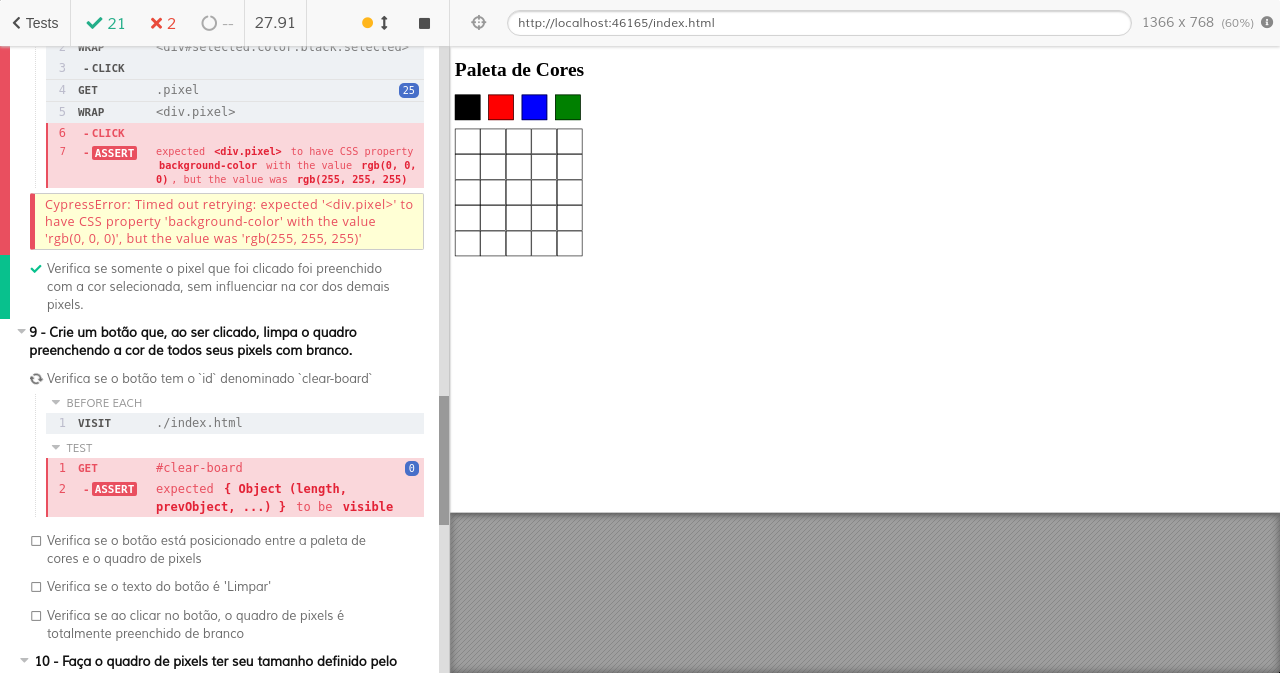 Tests 21 2 -- 27.91 http://localhost:46165/index.html 1366 x 768 (60%)
2 WRAP <div#selected.color.black.selected>
3 -CLICK
4 GET .pixel 25
5 WRAP <div.pixel>
6 -CLICK
7 -ASSERT expected <div.pixel> to have CSS property
background-color with the value rgb(0, 0,
0), but the value was rgb(255, 255, 255)
CypressError: Timed out retrying: expected '<div.pixel>' to
have CSS property 'background-color' with the value
'rgb(0, 0, 0)', but the value was 'rgb(255, 255, 255)'
Verifica se somente o pixel que foi clicado foi preenchido
com a cor selecionada, sem influenciar na cor dos demais
pixels.
9 - Crie um botão que, ao ser clicado, limpa o quadro
preenchendo a cor de todos seus pixels com branco.
Verifica se o botão tem o `id` denominado `clear-board`
BEFORE EACH
1 VISIT ./index.html
TEST
1 GET #clear-board 0
2 -ASSERT expected { Object (length,
prevObject, ...) } to be visible
Verifica se o botão está posicionado entre a paleta de
cores e o quadro de pixels
Verifica se o texto do botão é 'Limpar'
Verifica se ao clicar no botão, o quadro de pixels é
totalmente preenchido de branco
10 - Faça o quadro de pixels ter seu tamanho definido pelo
Paleta de Cores